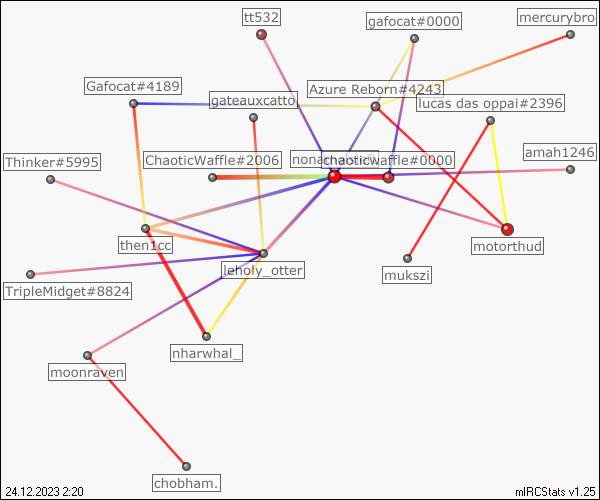 tt532
gafocat#0000
mercurybro
Gafocat#4189
gateauxcatto
Azure Reborn#4243
lucas das oppai#2396
Thinker#5995
ChaoticWaffle#2006
chaoticwaffle#0000
amah1246
then1cc
leholy_otter
motorthud
mukszi
TripleMidget#8824
nharwhal_
moonraven
chobham.
24.12.2023 2:20
mIRCStats v1.25